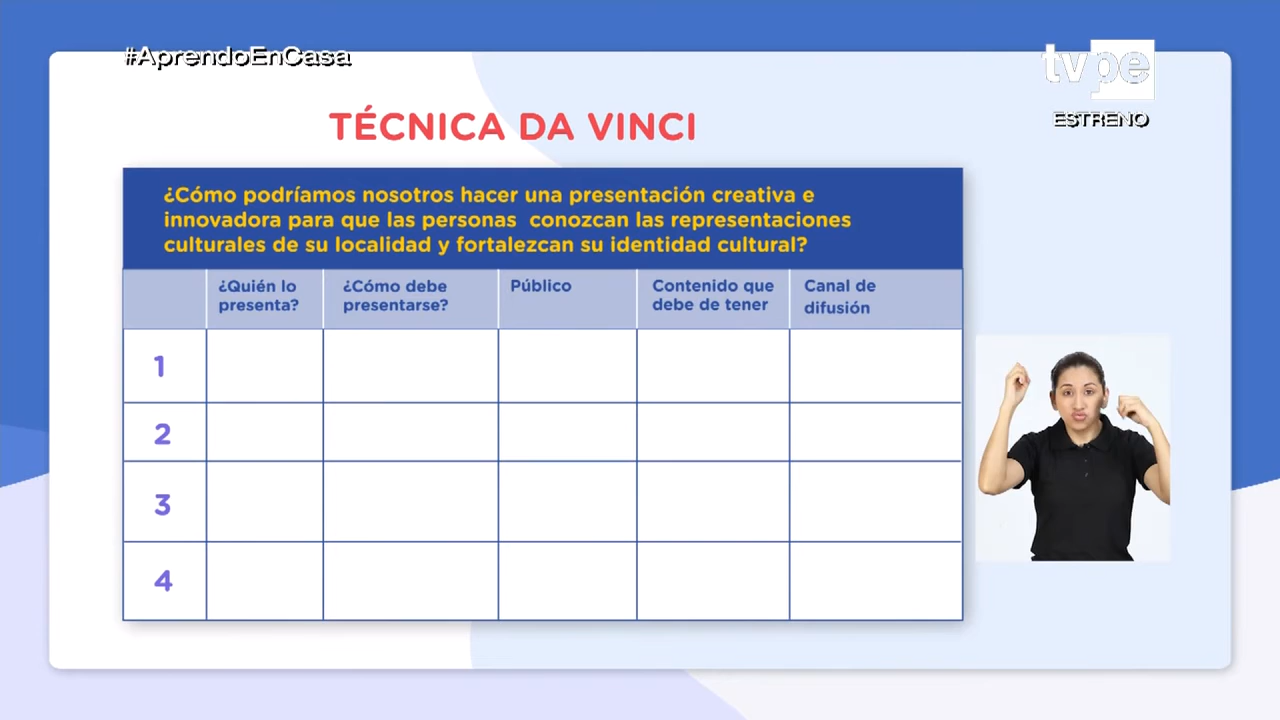 #AprendoEnCasa
tvpe
ESTRENO
TÉCNICA DA VINCI
¿Cómo podríamos nosotros hacer una presentación creativa e
innovadora para que las personas conozcan las representaciones
culturales de su localidad y fortalezcan su identidad cultural?
¿Quién lo
presenta?
¿Cómo debe
presentarse?
Público
Contenido que
debe de tener
Canal de
difusión
1
2
3
4